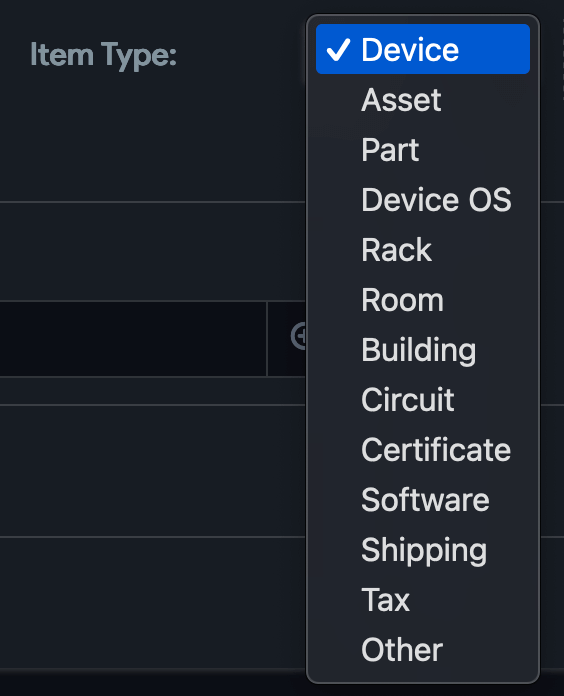 Item Type:
✓ Device
Asset
Part
Device OS
Rack
Room
Building
Circuit
Certificate
Software
Shipping
Tax
Other